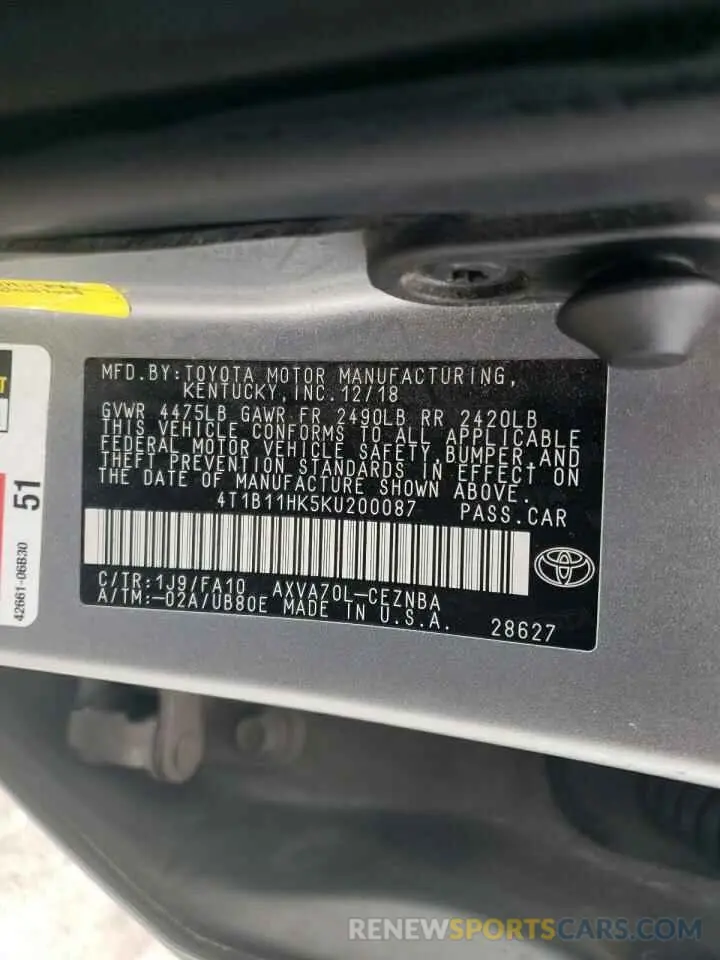 MFD.BY:TOYOTA MOTOR MANUFACTURING,
KENTUCKY, INC. 12/18
GVWR 4475LB GAWR FR 2490LB RR 2420LB
THIS VEHICLE CONFORMS TO ALL APPLICABLE
FEDERAL MOTOR VEHICLE SAFETY, BUMPER, AND
THEFT PREVENTION STANDARDS IN EFFECT ON
THE DATE OF MANUFACTURE SHOWN ABOVE.
4T1B11HK5KU200087 PASS.CAR
C/TR:1J9/FA10 AXVA70L-CEZNBA
A/TM:-02A/UB80E MADE IN U.S.A. 28627
51
42661-06B30
RENEWSPORTSCARS.COM